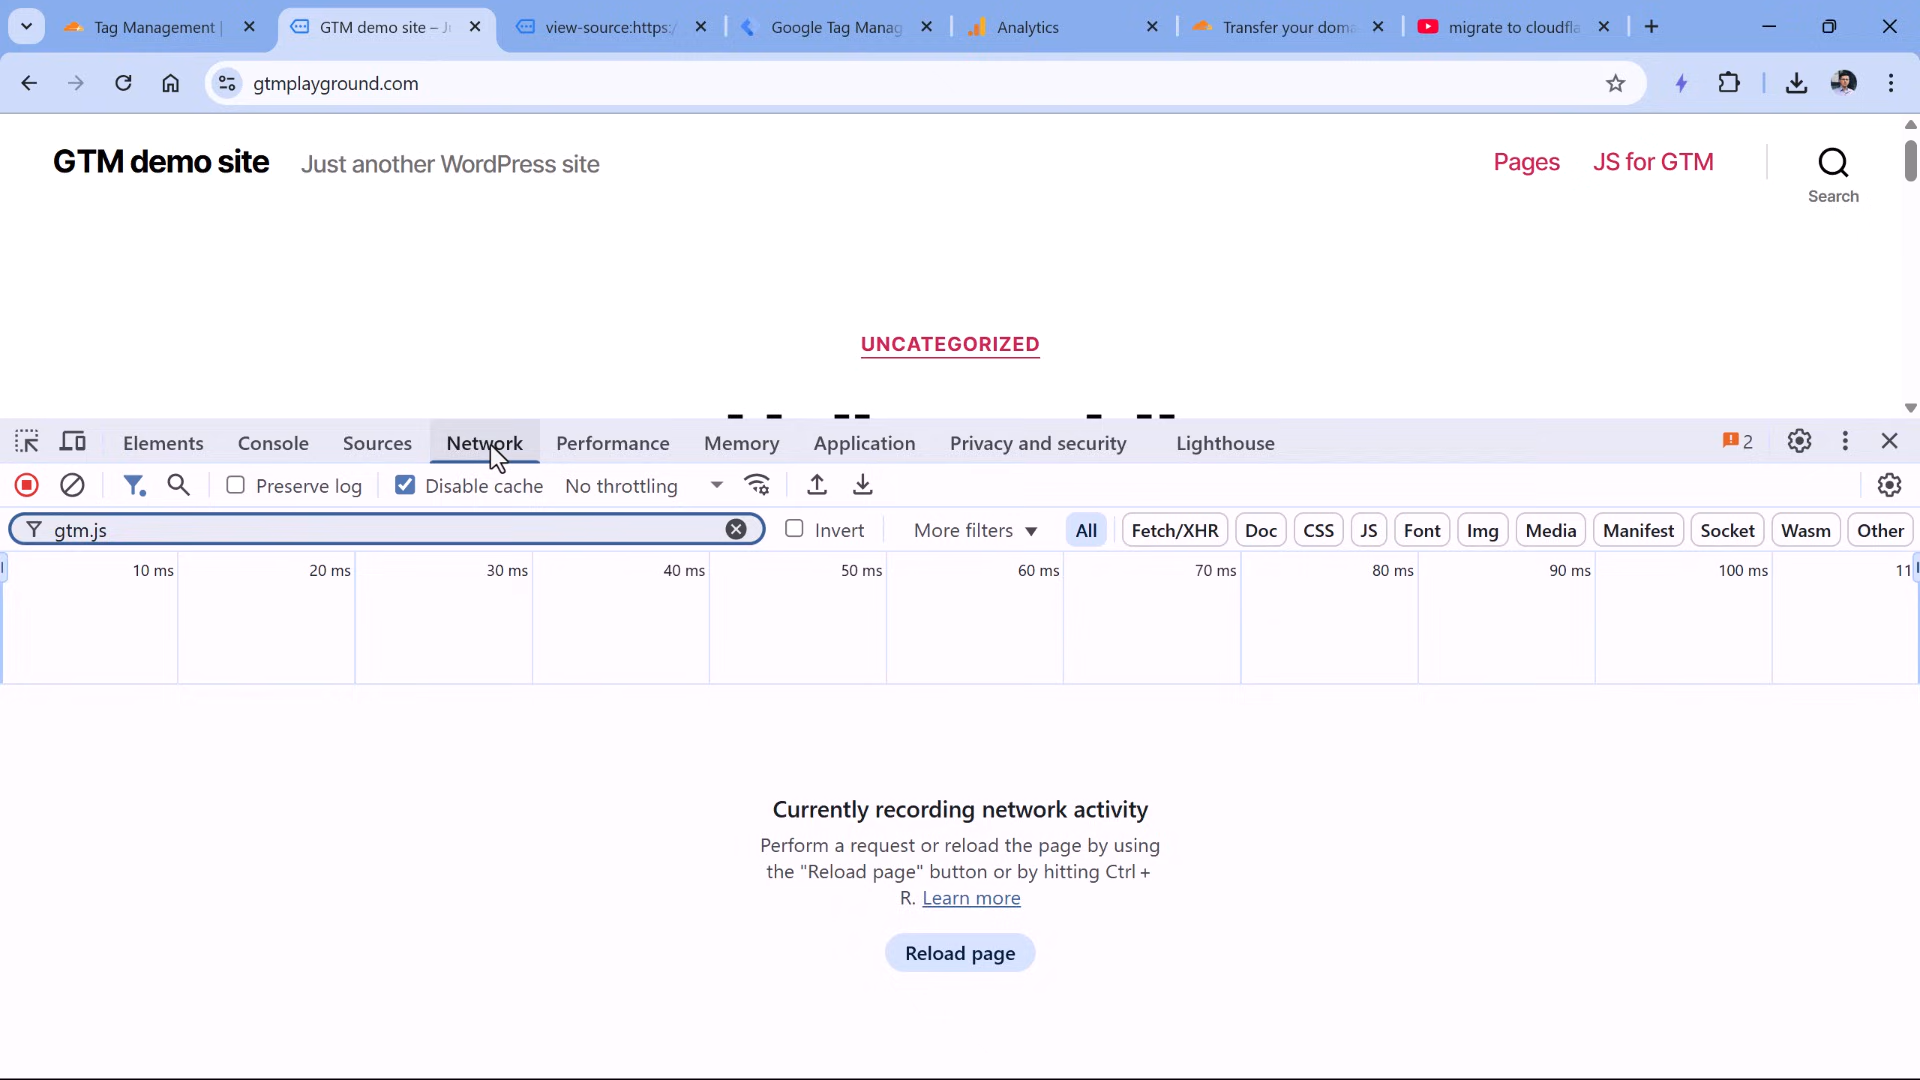 Tag Management |
GTM demo site – J
view-source:https:/
Google Tag Manag
Analytics
Transfer your doma
migrate to cloudfla
gtmplayground.com
GTM demo site
Just another WordPress site
Pages
JS for GTM
Search
UNCATEGORIZED
Elements
Console
Sources
Network
Performance
Memory
Application
Privacy and security
Lighthouse
2
Preserve log
Disable cache
No throttling
gtm.js
Invert
More filters
All
Fetch/XHR
Doc
CSS
JS
Font
Img
Media
Manifest
Socket
Wasm
Other
10 ms
20 ms
30 ms
40 ms
50 ms
60 ms
70 ms
80 ms
90 ms
100 ms
11
Currently recording network activity
Perform a request or reload the page by using
the "Reload page" button or by hitting Ctrl +
R. Learn more
Reload page